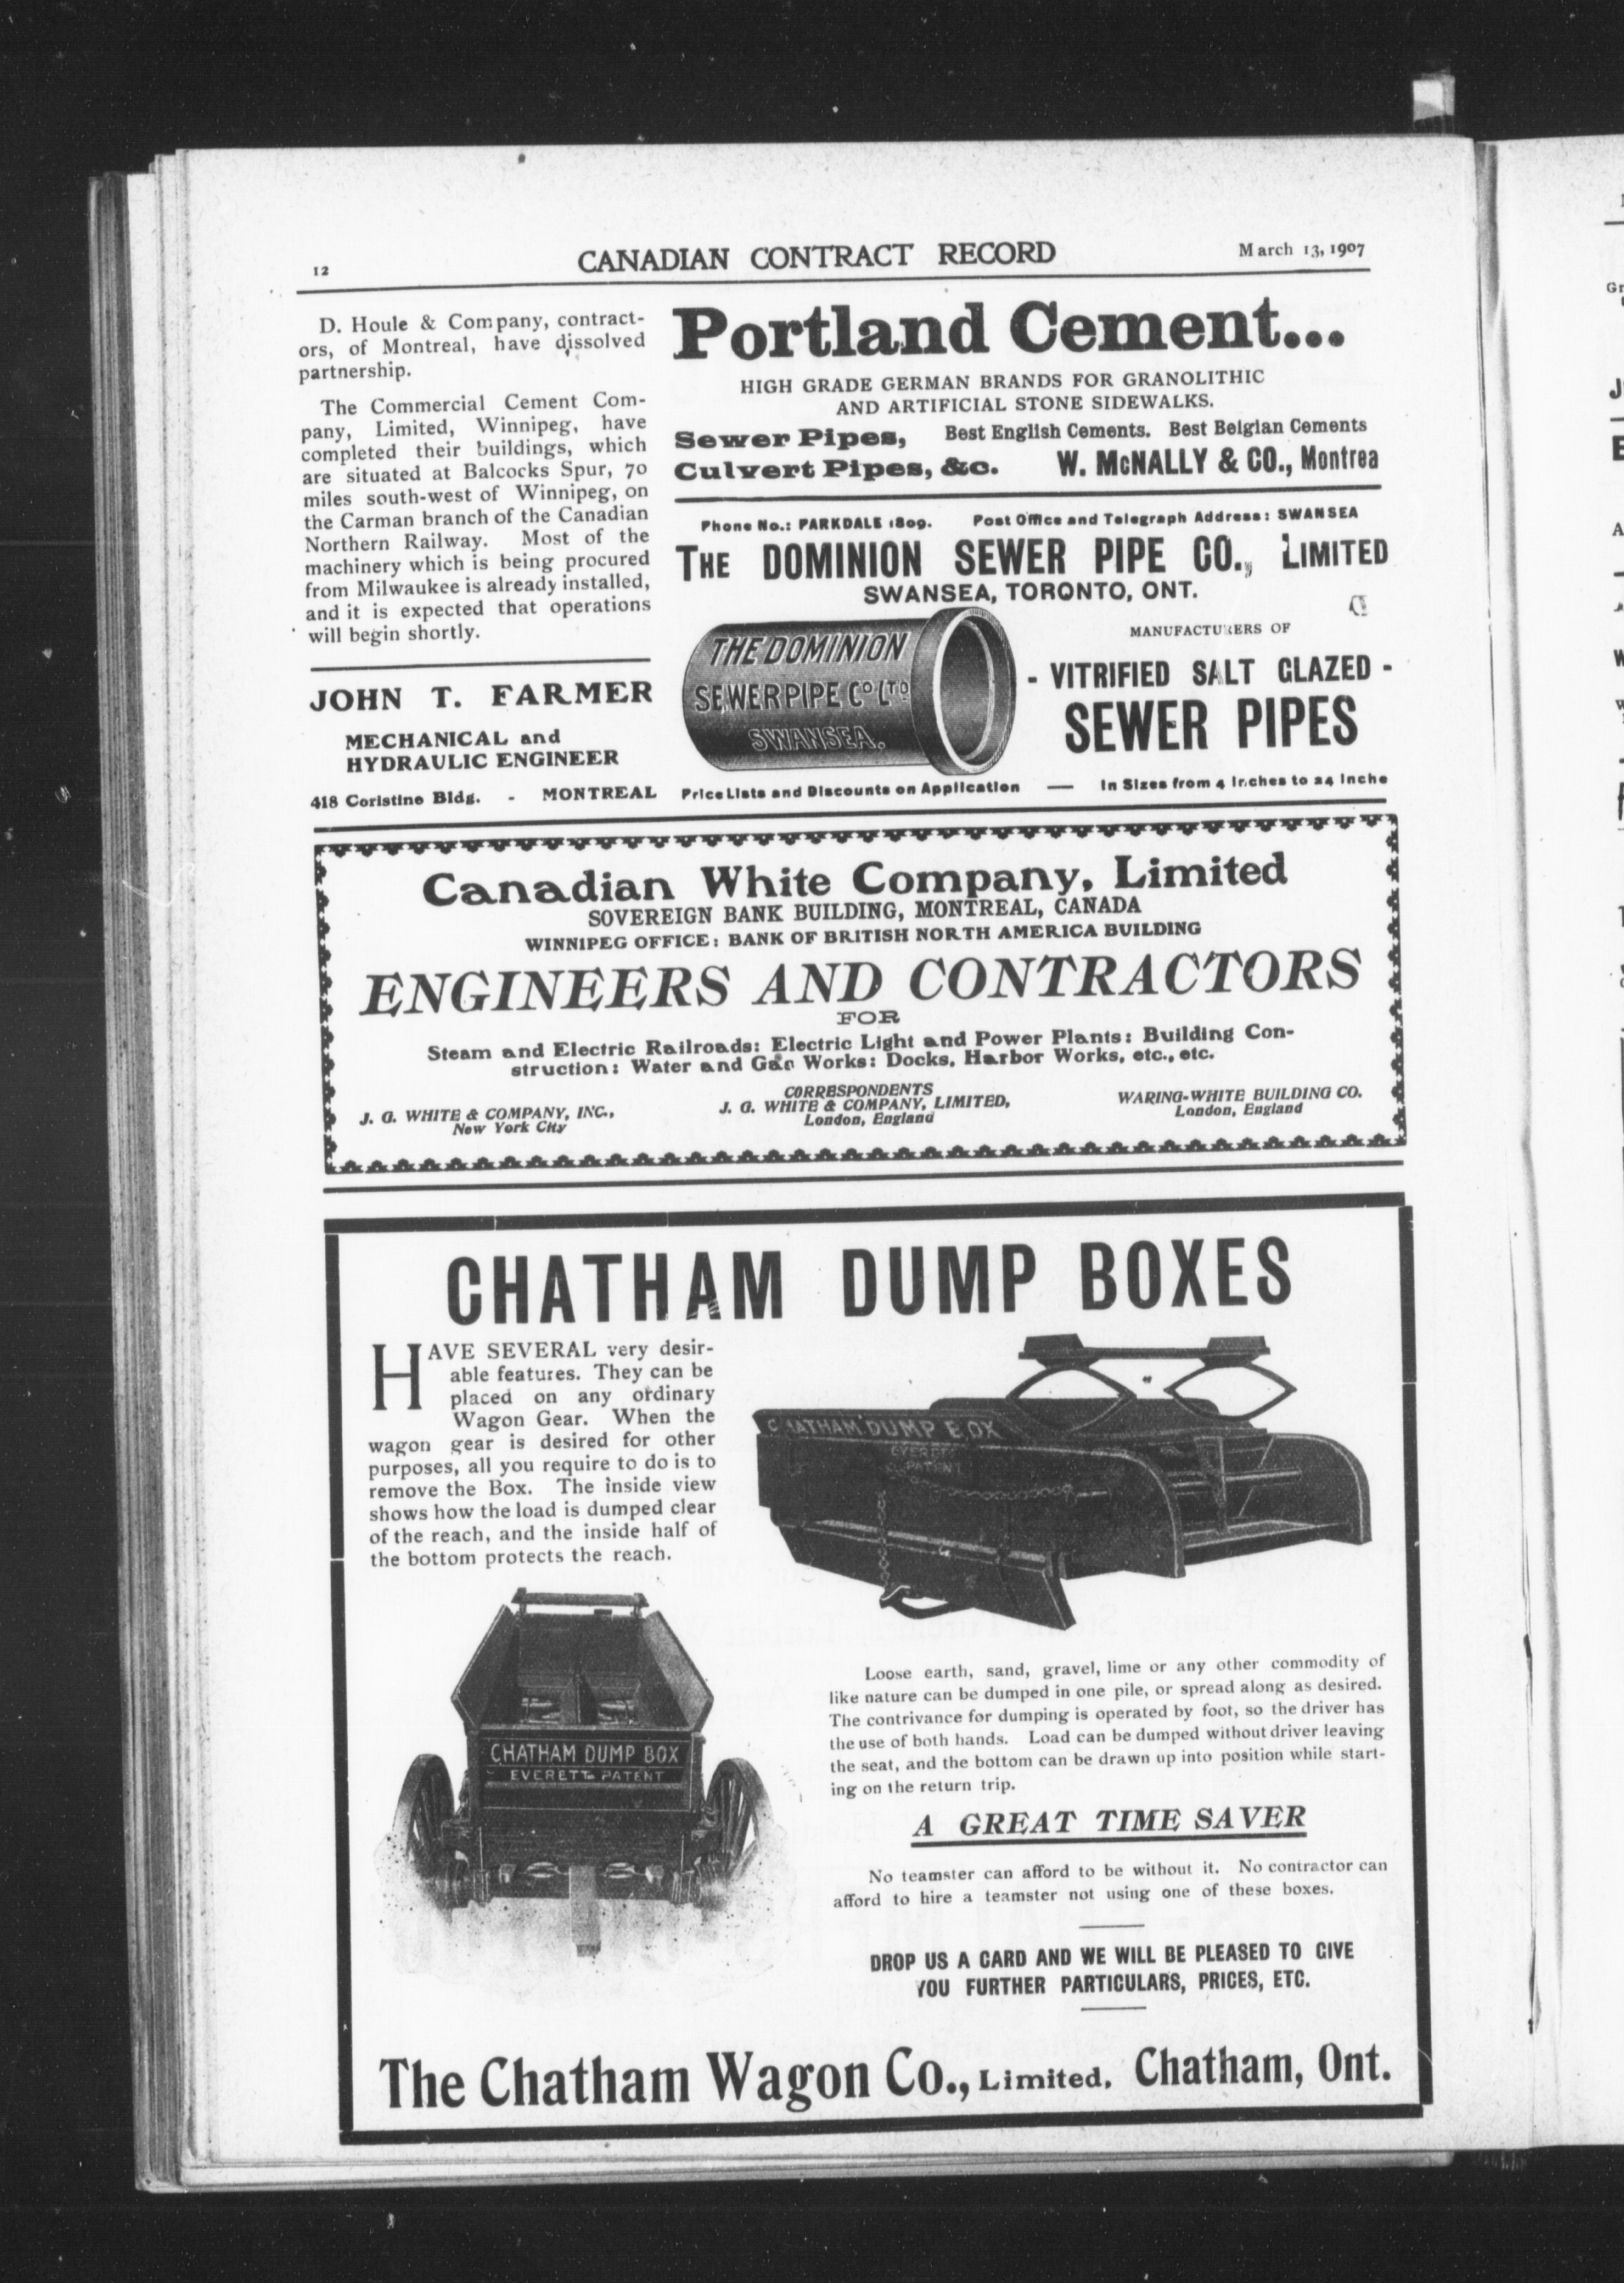 12
CANADIAN CONTRACT RECORD
March 13, 1907
D. Houle & Company, contract-
ors, of Montreal, have dissolved
partnership.
The Commercial Cement Com-
pany, Limited, Winnipeg, have
completed their buildings, which
are situated at Balcocks Spur, 70
miles south-west of Winnipeg, on
the Carman branch of the Canadian
Northern Railway. Most of the
machinery which is being procured
from Milwaukee is already installed,
and it is expected that operations
will begin shortly.
JOHN T. FARMER
MECHANICAL and
HYDRAULIC ENGINEER
418 Coristine Bldg. - MONTREAL
Portland Cement...
HIGH GRADE GERMAN BRANDS FOR GRANOLITHIC
AND ARTIFICIAL STONE SIDEWALKS.
Sewer Pipes,
Culvert Pipes, &c.
Best English Cements. Best Belgian Cements
W. McNALLY & CO., Montrea
Phone No.: PARKDALE 1809. Post Office and Telegraph Address: SWANSEA
THE DOMINION SEWER PIPE CO., LIMITED
SWANSEA, TORONTO, ONT.
THE DOMINION
SEWER PIPE CO LTD
SWANSEA.
MANUFACTURERS OF
- VITRIFIED SALT GLAZED -
SEWER PIPES
Price Lists and Discounts on Application — In Sizes from 4 Inches to 24 Inche
Canadian White Company, Limited
SOVEREIGN BANK BUILDING, MONTREAL, CANADA
WINNIPEG OFFICE: BANK OF BRITISH NORTH AMERICA BUILDING
ENGINEERS AND CONTRACTORS
FOR
Steam and Electric Railroads: Electric Light and Power Plants: Building Con-
struction: Water and Gas Works: Docks, Harbor Works, etc., etc.
CORRESPONDENTS
J. G. WHITE & COMPANY, INC.,
New York City
J. G. WHITE & COMPANY, LIMITED,
London, England
WARING-WHITE BUILDING CO.
London, England
CHATHAM DUMP BOXES
HAVE SEVERAL very desir-
able features. They can be
placed on any ordinary
Wagon Gear. When the
wagon gear is desired for other
purposes, all you require to do is to
remove the Box. The inside view
shows how the load is dumped clear
of the reach, and the inside half of
the bottom protects the reach.
CHATHAM DUMP BOX
EVERETT PATENT
CHATHAM DUMP BOX
EVERETT PATENT
Loose earth, sand, gravel, lime or any other commodity of
like nature can be dumped in one pile, or spread along as desired.
The contrivance for dumping is operated by foot, so the driver has
the use of both hands. Load can be dumped without driver leaving
the seat, and the bottom can be drawn up into position while start-
ing on the return trip.
A GREAT TIME SAVER
No teamster can afford to be without it. No contractor can
afford to hire a teamster not using one of these boxes.
DROP US A CARD AND WE WILL BE PLEASED TO GIVE
YOU FURTHER PARTICULARS, PRICES, ETC.
The Chatham Wagon Co., Limited, Chatham, Ont.